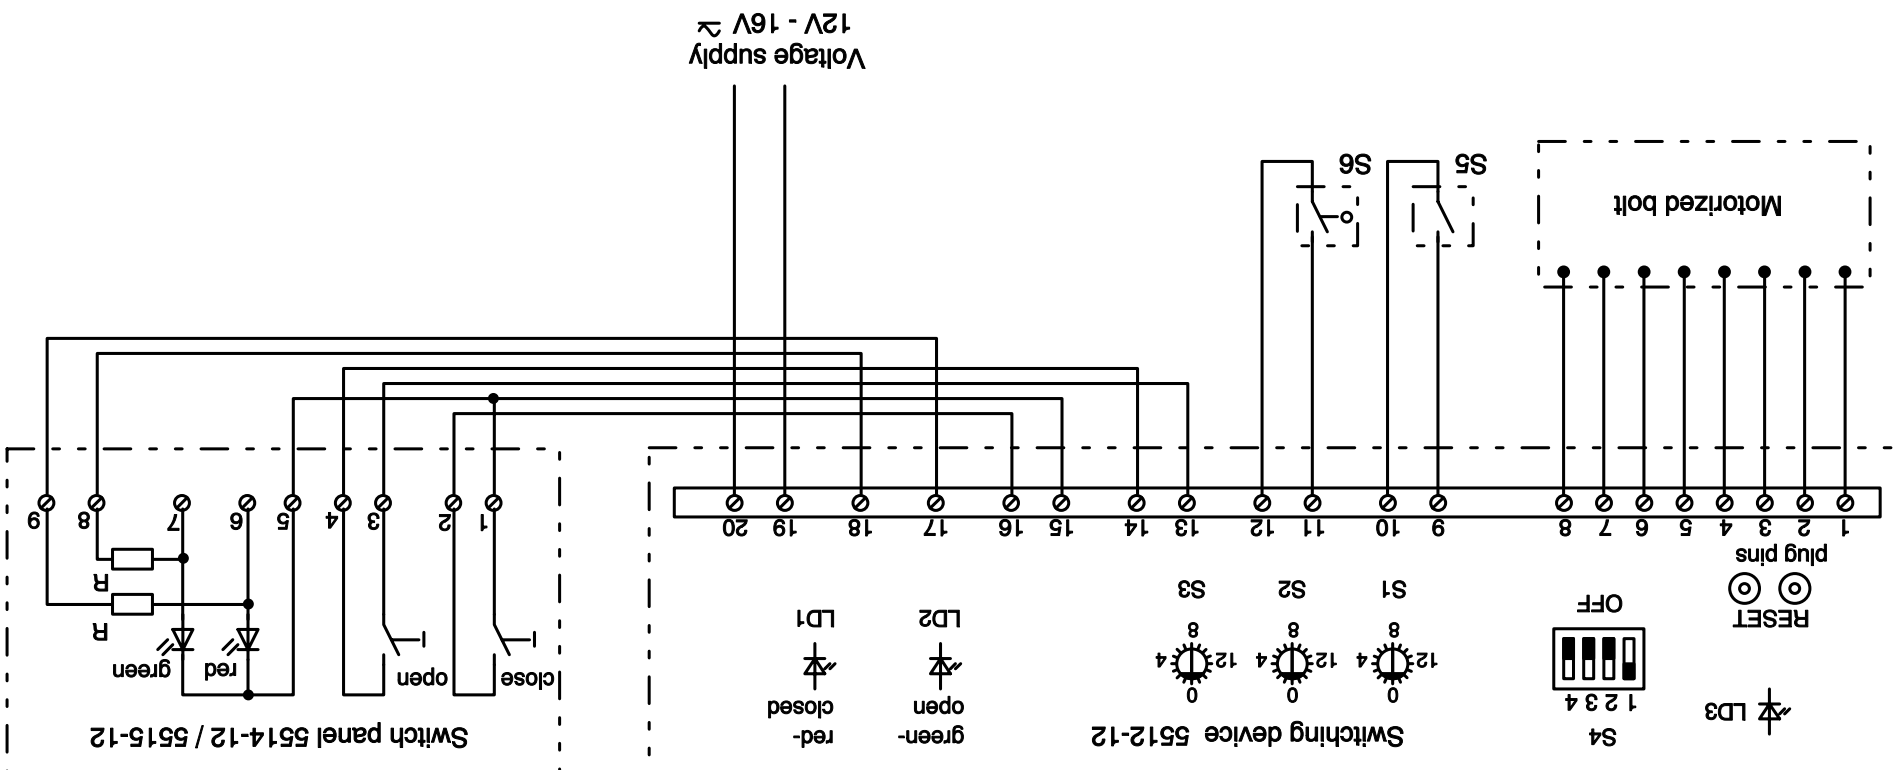 S4
Switching device 5512-12
green-
open
red-
closed
Switch panel 5514-12 / 5515-12
LD3
1 2 3 4
OFF
0
12 4
8
S1
0
12 4
8
S2
0
12 4
8
S3
LD2
LD1
close
open
red
green
R
R
RESET
plug pins
1 2 3 4 5 6 7 8 9 10 11 12 13 14 15 16 17 18 19 20
1 2 3 4 5 6 7 8 9
Motorized bolt
S5
S6
Voltage supply
12V - 16V